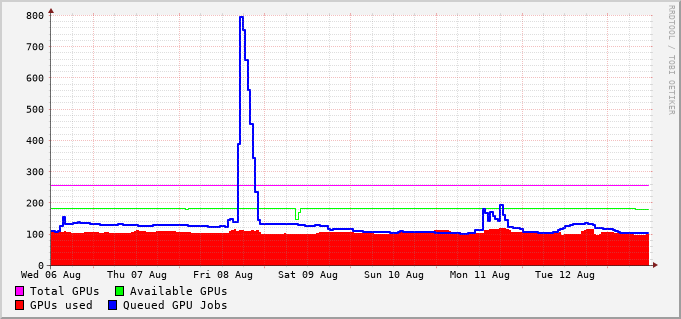 800
700
600
500
400
300
200
100
0
Wed 06 Aug Thu 07 Aug Fri 08 Aug Sat 09 Aug Sun 10 Aug Mon 11 Aug Tue 12 Aug
Total GPUs Available GPUs
GPUs used Queued GPU Jobs
RRDTOOL / TOBI OETIKER